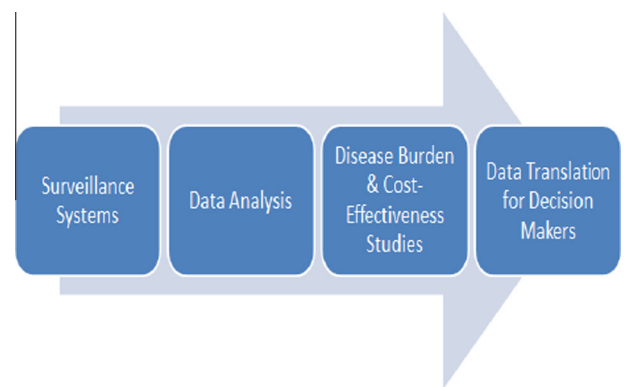 Surveillance
Systems
Data Analysis
Disease Burden
& Cost-
Effectiveness
Studies
Data Translation
for Decision
Makers